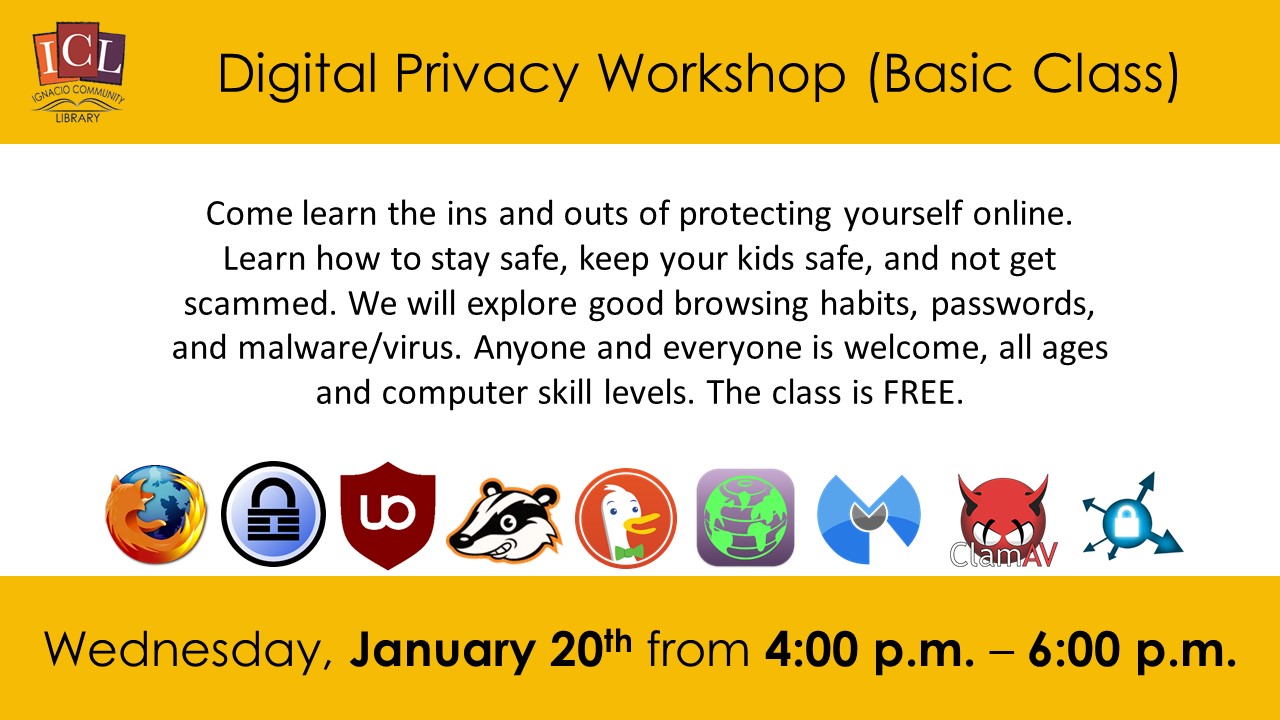 ICL
IGNACIO COMMUNITY
LIBRARY
Digital Privacy Workshop (Basic Class)
Come learn the ins and outs of protecting yourself online.
Learn how to stay safe, keep your kids safe, and not get
scammed. We will explore good browsing habits, passwords,
and malware/virus. Anyone and everyone is welcome, all ages
and computer skill levels. The class is FREE.
uo
ClamAV
Wednesday, January 20th from 4:00 p.m. – 6:00 p.m.